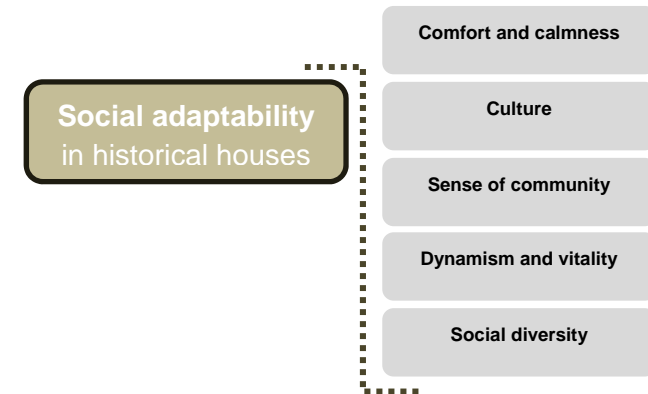 Social adaptability
in historical houses
Comfort and calmness
Culture
Sense of community
Dynamism and vitality
Social diversity